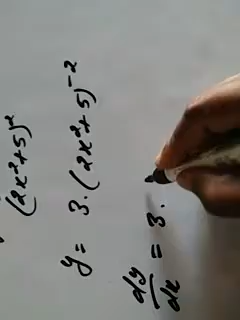 (2x²+5)²
y = 3·(2x²+5)⁻²
dy/dx = 3·